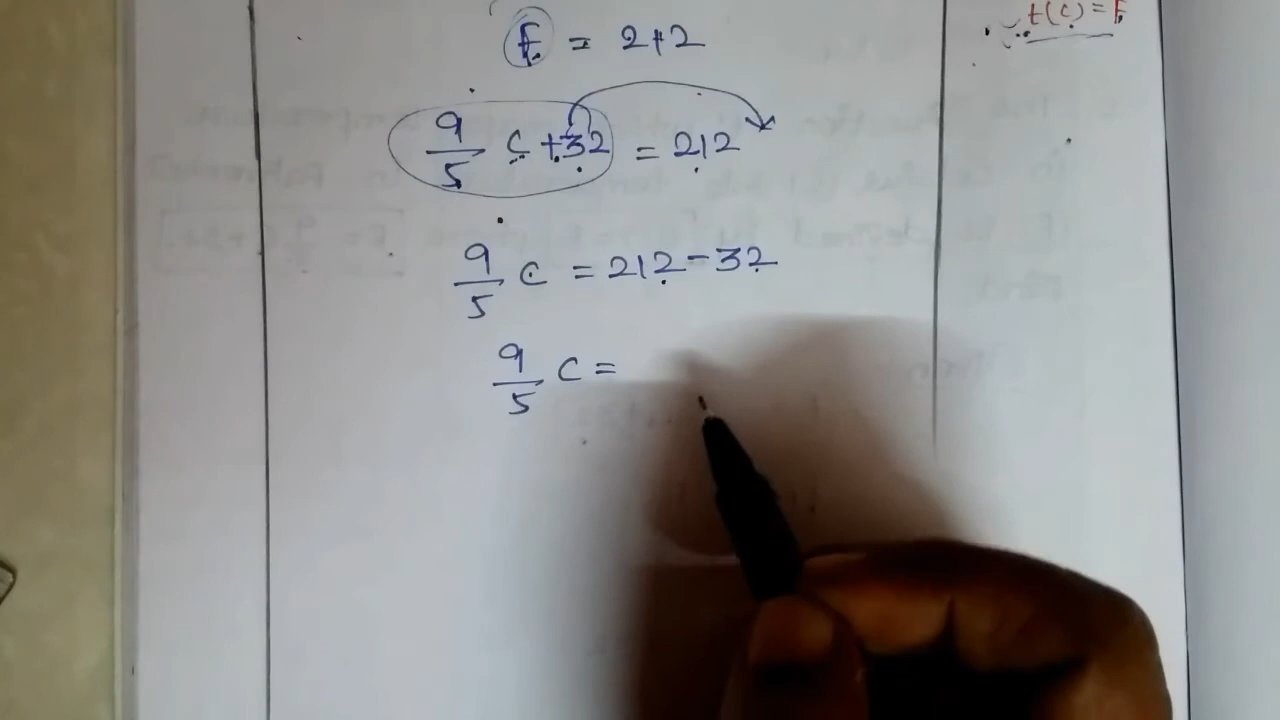 t(C) = F
F = 212
9/5 C + 32 = 212
9/5 C = 212 - 32
9/5 C =